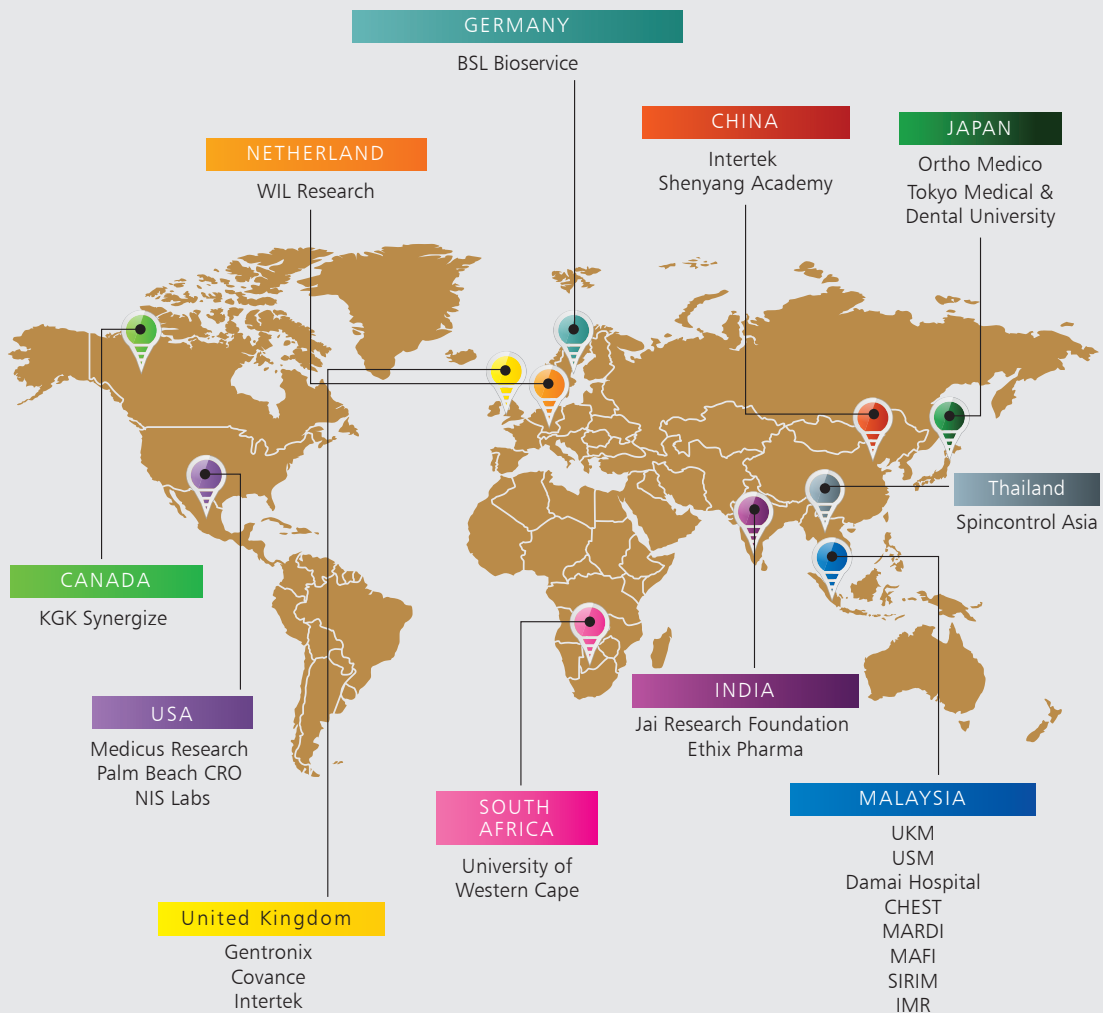 GERMANY
BSL Bioservice
CHINA
Intertek
Shenyang Academy
JAPAN
Ortho Medico
Tokyo Medical &
Dental University
NETHERLAND
WIL Research
Thailand
Spincontrol Asia
CANADA
KGK Synergize
USA
Medicus Research
Palm Beach CRO
NIS Labs
INDIA
Jai Research Foundation
Ethix Pharma
SOUTH
AFRICA
University of
Western Cape
MALAYSIA
UKM
USM
Damai Hospital
CHEST
MARDI
MAFI
SIRIM
IMR
United Kingdom
Gentronix
Covance
Intertek